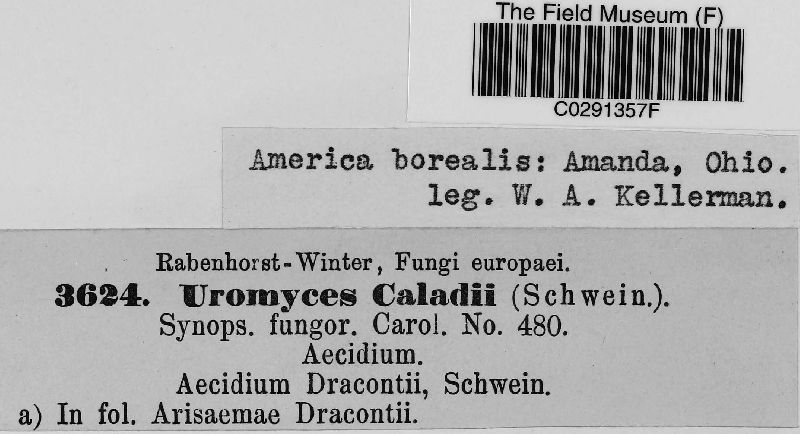 The Field Museum (F)
C0291357F
America borealis: Amanda, Ohio.
leg. W. A. Kellerman.
Rabenhorst-Winter, Fungi europaei.
3624. Uromyces Caladii (Schwein.).
Synops. fungor. Carol. No. 480.
Aecidium.
Aecidium Dracontii, Schwein.
a) In fol. Arisaemae Dracontii.